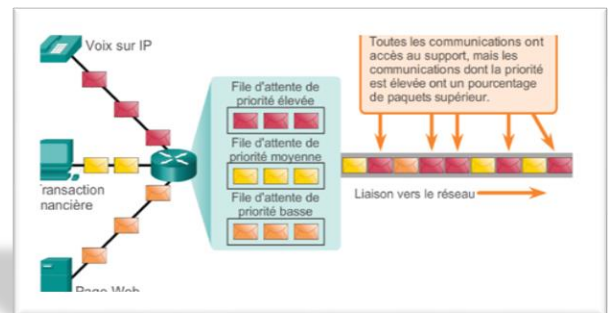 Voix sur IP
Transaction
financière
Page Web
File d'attente de
priorité élevée
File d'attente de
priorité moyenne
File d'attente de
priorité basse
Toutes les communications ont
accès au support, mais les
communications dont la priorité
est élevée ont un pourcentage
de paquets supérieur.
Liaison vers le réseau